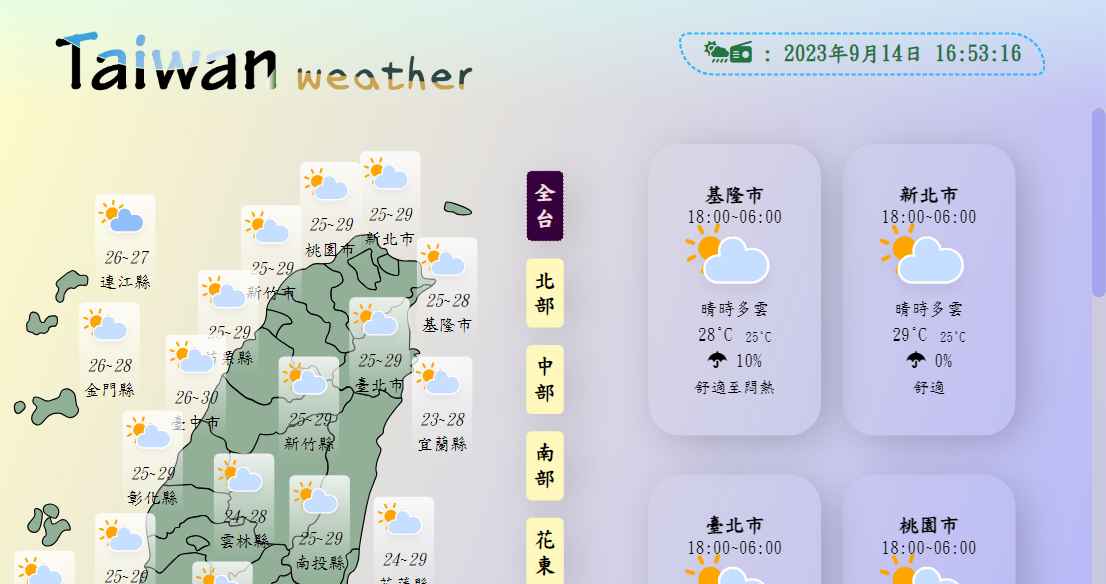 Taiwan weather
: 2023年9月14日 16:53:16
25~29
新北市
25~29
桃園市
26~27
連江縣
25~29
新竹市
25~28
基隆市
25~29
苗栗縣
25~29
臺北市
26~28
金門縣
26~30
臺中市
25~29
新竹縣
23~28
宜蘭縣
25~29
彰化縣
24~28
雲林縣
25~29
南投縣
24~29
花蓮縣
25~29
全台
北部
中部
南部
花東
基隆市
18:00~06:00
晴時多雲
28°C 25°C
10%
舒適至悶熱
新北市
18:00~06:00
晴時多雲
29°C 25°C
0%
舒適
臺北市
18:00~06:00
桃園市
18:00~06:00